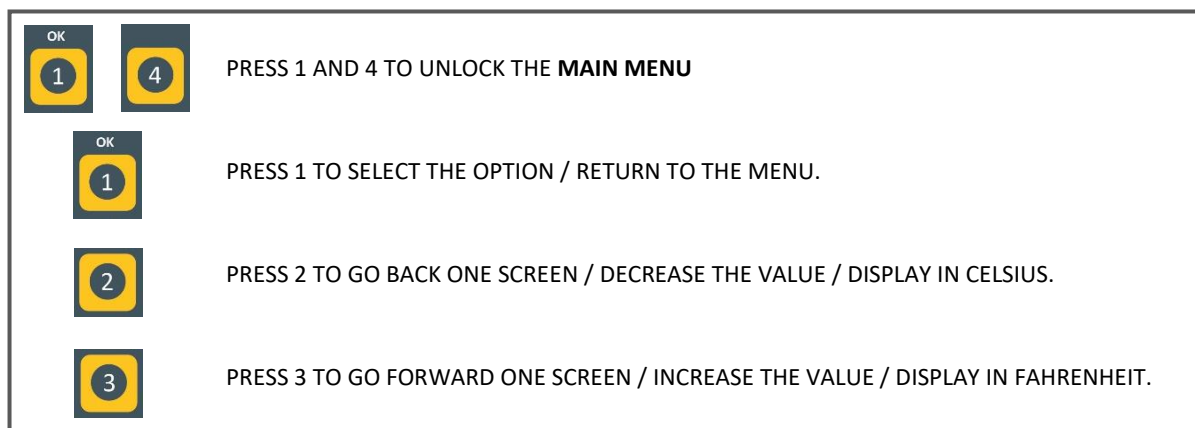 OK
1 4 PRESS 1 AND 4 TO UNLOCK THE MAIN MENU
OK
1 PRESS 1 TO SELECT THE OPTION / RETURN TO THE MENU.
2 PRESS 2 TO GO BACK ONE SCREEN / DECREASE THE VALUE / DISPLAY IN CELSIUS.
3 PRESS 3 TO GO FORWARD ONE SCREEN / INCREASE THE VALUE / DISPLAY IN FAHRENHEIT.